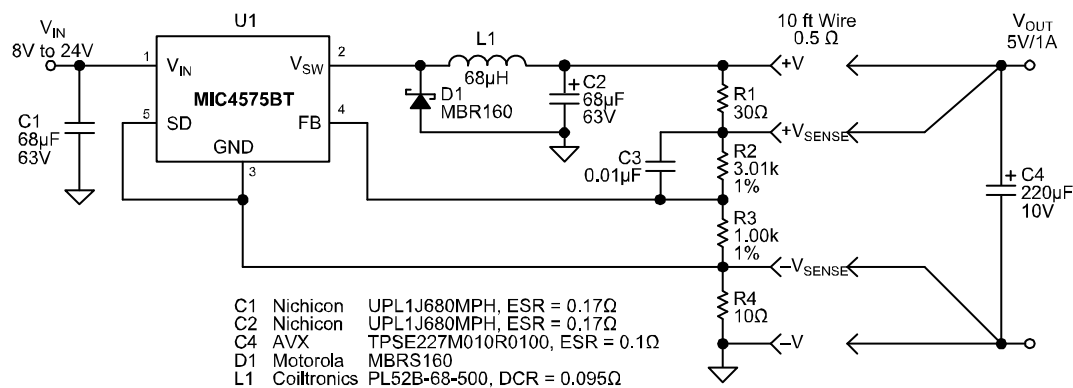 V_IN
8V to 24V
U1
L1
10 ft Wire
0.5 Ω
V_OUT
5V/1A
1
V_IN
V_SW
2
68µH
+V
MIC4575BT
D1
MBR160
+
C2
68µF
63V
R1
30Ω
C1
68µF
63V
5
SD
FB
4
+V_SENSE
GND
3
C3
0.01µF
R2
3.01k
1%
+
C4
220µF
10V
R3
1.00k
1%
–V_SENSE
R4
10Ω
–V
C1 Nichicon UPL1J680MPH, ESR = 0.17Ω
C2 Nichicon UPL1J680MPH, ESR = 0.17Ω
C4 AVX TPSE227M010R0100, ESR = 0.1Ω
D1 Motorola MBRS160
L1 Coiltronics PL52B-68-500, DCR = 0.095Ω